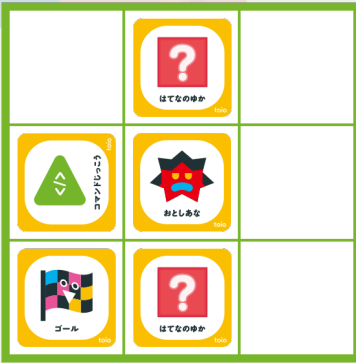 ?
はてなのゆか
toio
</>
コマンドじっこう
toio
おとしあな
toio
ゴール
toio
?
はてなのゆか
toio